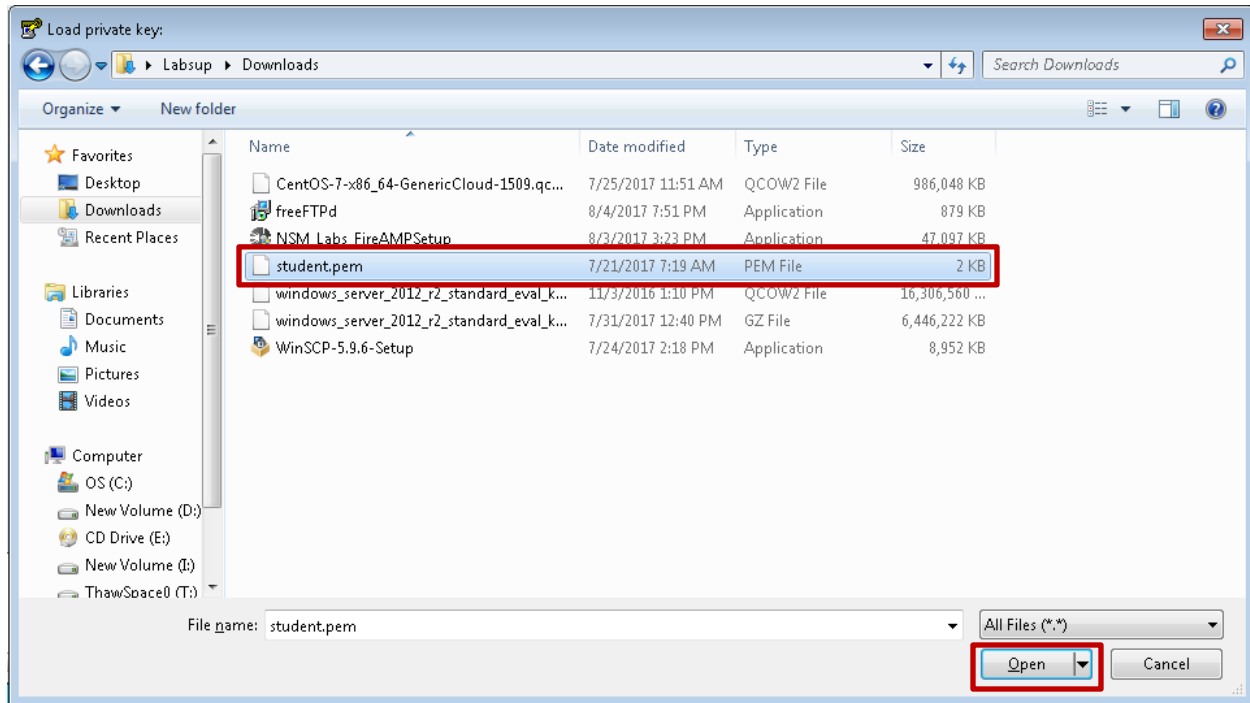 Load private key:
Labsup Downloads
Search Downloads
Organize New folder
Favorites
Desktop
Downloads
Recent Places
Libraries
Documents
Music
Pictures
Videos
Computer
OS (C:)
New Volume (D:)
CD Drive (E:)
New Volume (I:)
ThawSpace0 (T:)
Name Date modified Type Size
CentOS-7-x86_64-GenericCloud-1509.qc... 7/25/2017 11:51 AM QCOW2 File 986,048 KB
freeFTPd 8/4/2017 7:51 PM Application 879 KB
NSM_Labs_FireAMPSetup 8/3/2017 3:23 PM Application 47,097 KB
student.pem 7/21/2017 7:19 AM PEM File 2 KB
windows_server_2012_r2_standard_eval_k... 11/3/2016 1:10 PM QCOW2 File 16,306,560 ...
windows_server_2012_r2_standard_eval_k... 7/31/2017 12:40 PM GZ File 6,446,222 KB
WinSCP-5.9.6-Setup 7/24/2017 2:18 PM Application 8,952 KB
File name: student.pem All Files (*.*)
Open Cancel